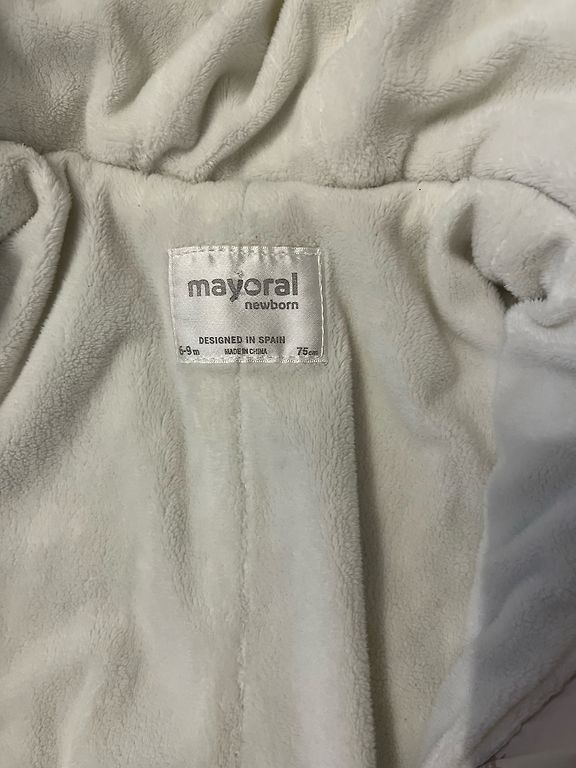 mayoral
newborn
DESIGNED IN SPAIN
6-9m MADE IN CHINA 75cm